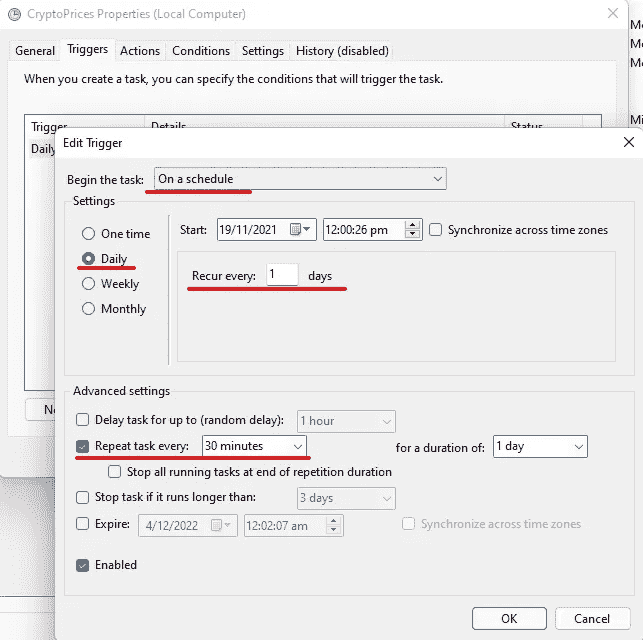 CryptoPrices Properties (Local Computer)
General Triggers Actions Conditions Settings History (disabled)
When you create a task, you can specify the conditions that will trigger the task.
Trigger Details Status
Daily
Edit Trigger
Begin the task: On a schedule
Settings
One time
Start: 19/11/2021 12:00:26 pm Synchronize across time zones
Daily
Recur every: 1 days
Weekly
Monthly
Advanced settings
Delay task for up to (random delay): 1 hour
Repeat task every: 30 minutes for a duration of: 1 day
Stop all running tasks at end of repetition duration
Stop task if it runs longer than: 3 days
Expire: 4/12/2022 12:02:07 am Synchronize across time zones
Enabled
OK Cancel